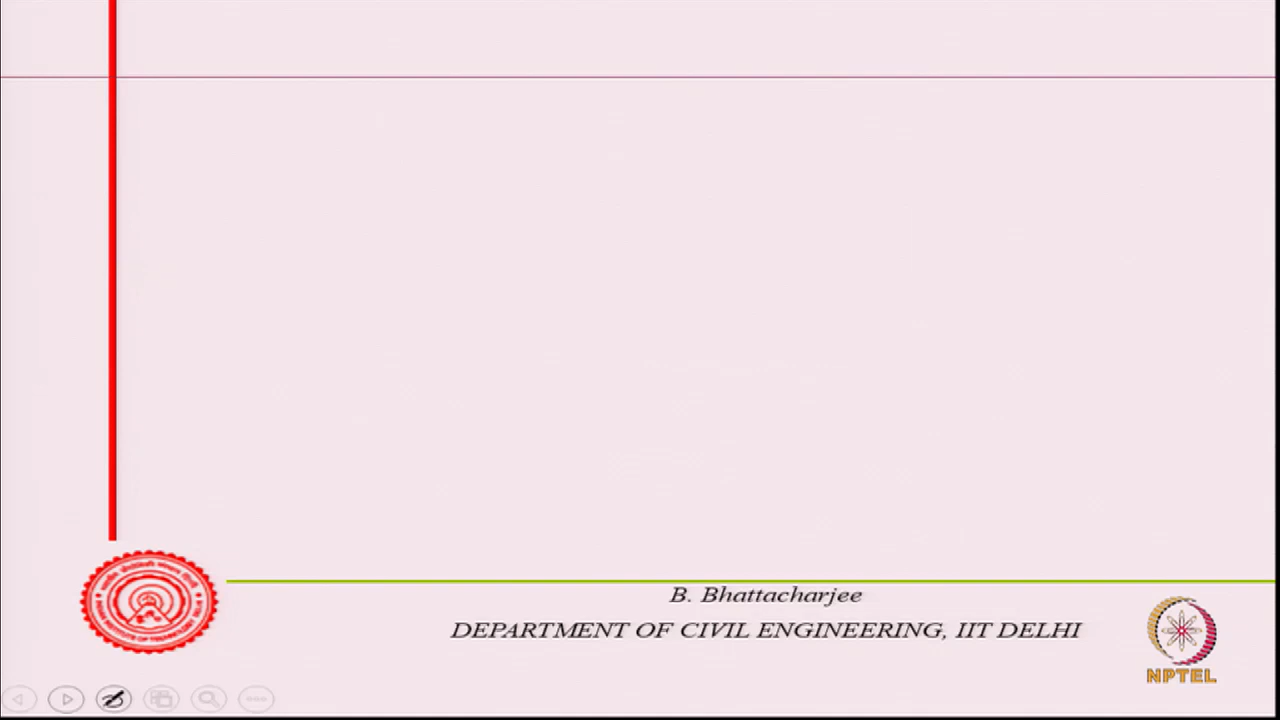 B. Bhattacharjee
DEPARTMENT OF CIVIL ENGINEERING, IIT DELHI
NPTEL